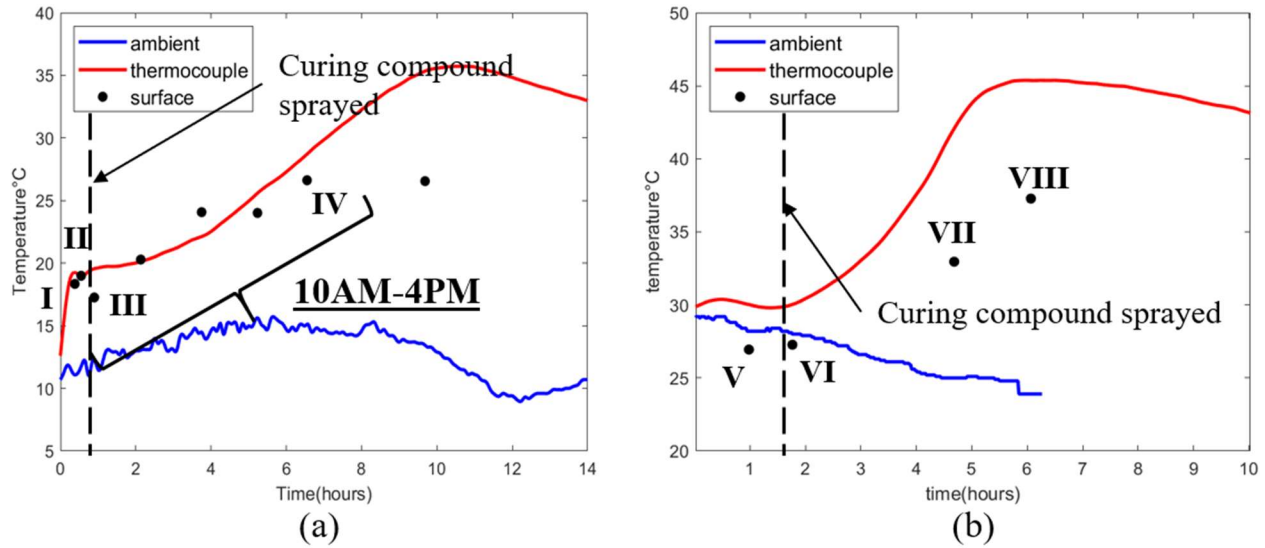 40
35
30
25
20
15
10
5
0
2
4
6
8
10
12
14
Temperature°C
Time(hours)
ambient
thermocouple
surface
Curing compound
sprayed
I
II
III
IV
10AM-4PM
(a)
50
45
40
35
30
25
20
1
2
3
4
5
6
7
8
9
10
temperature°C
time(hours)
ambient
thermocouple
surface
Curing compound sprayed
V
VI
VII
VIII
(b)